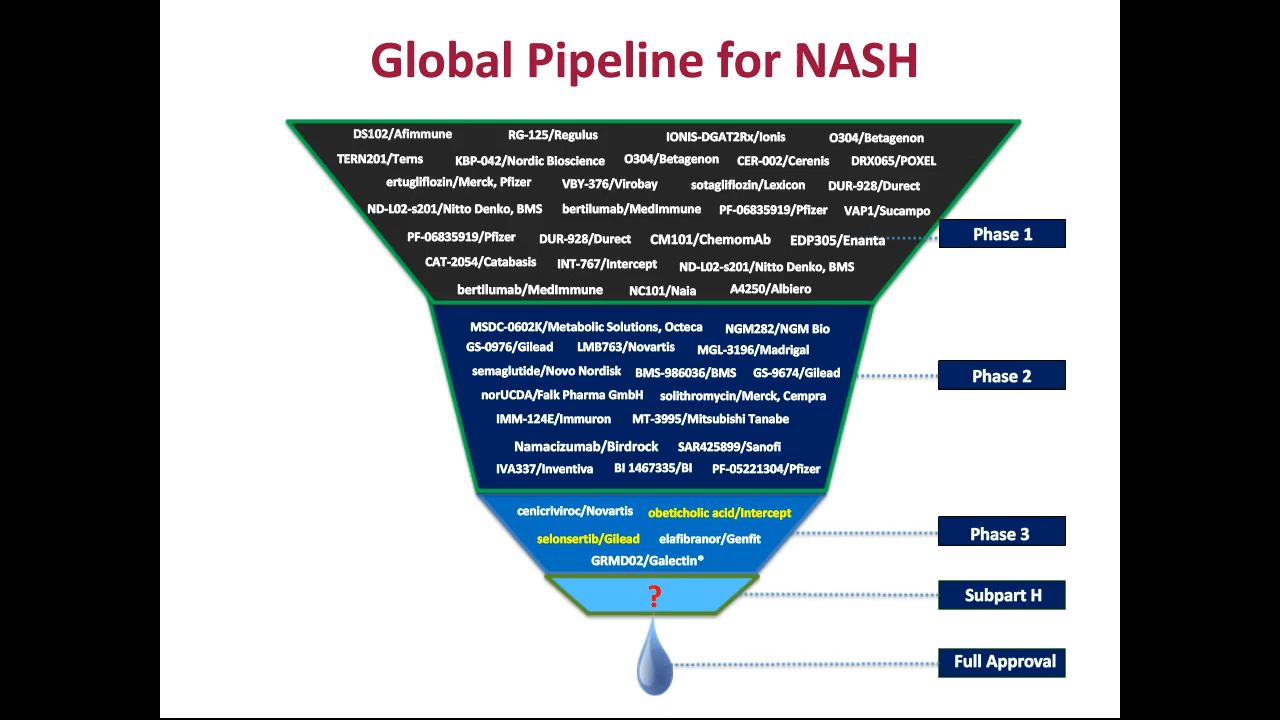 Global Pipeline for NASH
DS102/Afimmune RG-125/Regulus IONIS-DGAT2Rx/Ionis O304/Betagenon
TERN201/Terns KBP-042/Nordic Bioscience O304/Betagenon CER-002/Cerenis DRX065/POXEL
ertugliflozin/Merck, Pfizer VBY-376/Virobay sotagliflozin/Lexicon DUR-928/Durect
ND-L02-s201/Nitto Denko, BMS bertilumab/MedImmune PF-06835919/Pfizer VAP1/Sucampo
PF-06835919/Pfizer DUR-928/Durect CM101/ChemomAb EDP305/Enanta
Phase 1
CAT-2054/Catabasis INT-767/Intercept ND-L02-s201/Nitto Denko, BMS
bertilumab/MedImmune NC101/Naia A4250/Albiero
MSDC-0602K/Metabolic Solutions, Octeca NGM282/NGM Bio
GS-0976/Gilead LMB763/Novartis MGL-3196/Madrigal
semaglutide/Novo Nordisk BMS-986036/BMS GS-9674/Gilead
Phase 2
norUCDA/Falk Pharma GmbH solithromycin/Merck, Cempra
IMM-124E/Immuron MT-3995/Mitsubishi Tanabe
Namacizumab/Birdrock SAR425899/Sanofi
IVA337/Inventiva BI 1467335/BI PF-05221304/Pfizer
cenicriviroc/Novartis obeticholic acid/Intercept
selonsertib/Gilead elafibranor/Genfit
Phase 3
GRMD02/Galectin*
?
Subpart H
Full Approval